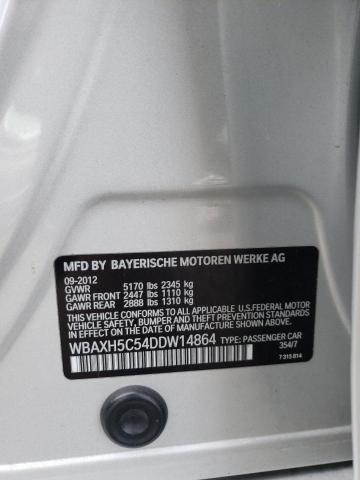 MFD BY BAYERISCHE MOTOREN WERKE AG
09-2012
GVWR 5170 lbs 2345 kg
GAWR FRONT 2447 lbs 1110 kg
GAWR REAR 2888 lbs 1310 kg
THIS VEHICLE CONFORMS TO ALL APPLICABLE U.S.FEDERAL MOTOR
VEHICLE SAFETY, BUMPER, AND THEFT PREVENTION STANDARDS
IN EFFECT ON THE DATE OF MANUFACTURE SHOWN ABOVE.
WBAXH5C54DDW14864 TYPE: PASSENGER CAR
354/7
7 315 814